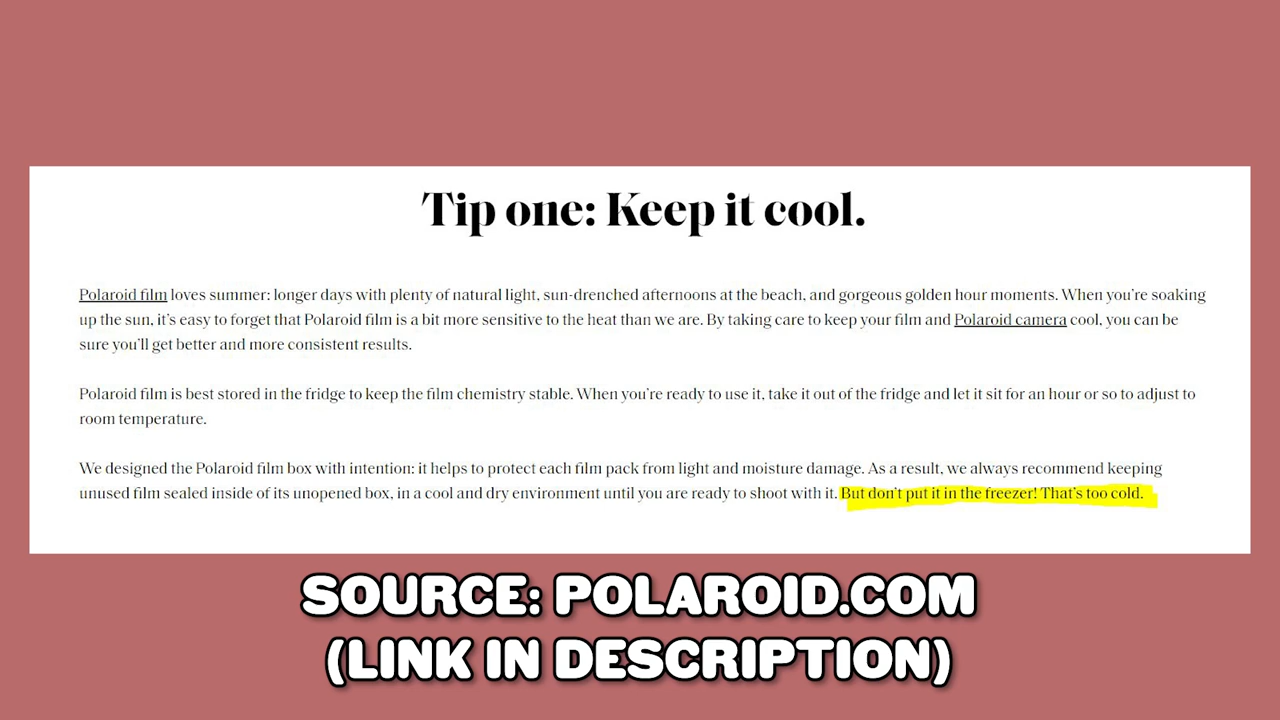 Tip one: Keep it cool.
Polaroid film loves summer: longer days with plenty of natural light, sun-drenched afternoons at the beach, and gorgeous golden hour moments. When you're soaking
up the sun, it's easy to forget that Polaroid film is a bit more sensitive to the heat than we are. By taking care to keep your film and Polaroid camera cool, you can be
sure you'll get better and more consistent results.
Polaroid film is best stored in the fridge to keep the film chemistry stable. When you're ready to use it, take it out of the fridge and let it sit for an hour or so to adjust to
room temperature.
We designed the Polaroid film box with intention: it helps to protect each film pack from light and moisture damage. As a result, we always recommend keeping
unused film sealed inside of its unopened box, in a cool and dry environment until you are ready to shoot with it. But don't put it in the freezer! That's too cold.
SOURCE: POLAROID.COM
(LINK IN DESCRIPTION)